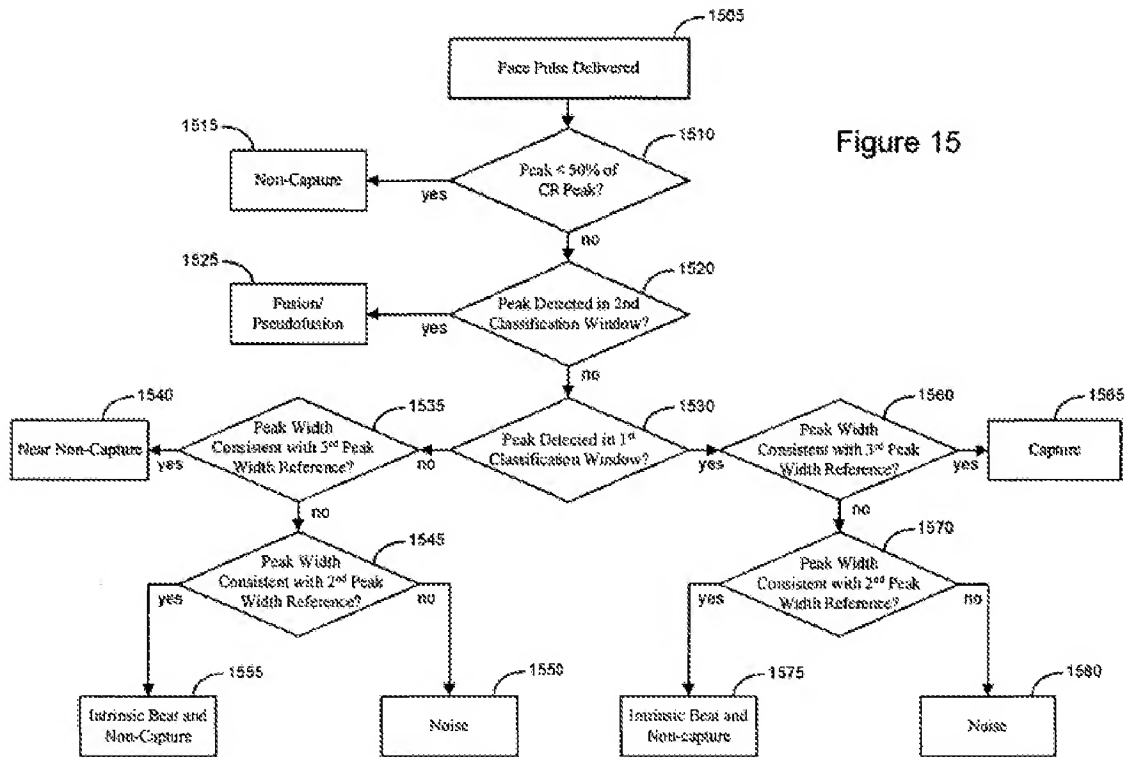 1505
Pace Pulse Delivered
Figure 15
1515
1510
Non-Capture
yes
Peak < 50% of
CR Peak?
no
1525
1520
Fusion/
Pseudofusion
yes
Peak Detected in 2nd
Classification Window?
no
1540
1535
1530
1560
1565
Near Non-Capture
yes
Peak Width
Consistent with 3rd Peak
Width Reference?
no
Peak Detected in 1st
Classification Window?
yes
Peak Width
Consistent with 3rd Peak
Width Reference?
yes
Capture
no
no
1545
1570
yes
Peak Width
Consistent with 2nd Peak
Width Reference?
no
yes
Peak Width
Consistent with 2nd Peak
Width Reference?
no
1555
1550
1575
1580
Intrinsic Beat and
Non-Capture
Noise
Intrinsic Beat and
Non-capture
Noise